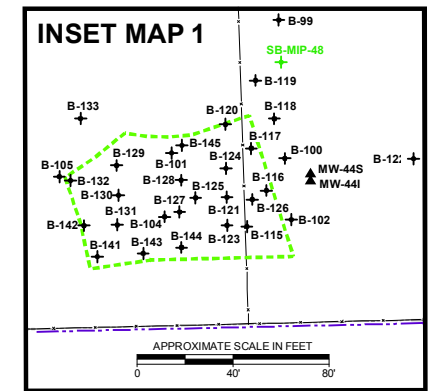 INSET MAP 1
B-99
SB-MIP-48
B-119
B-133
B-120
B-118
B-117
B-145
B-129
B-101
B-124
B-100
B-122
B-105
B-132
B-128
MW-44S
MW-44I
B-116
B-130
B-125
B-127
B-121
B-126
B-142
B-131
B-104
B-102
B-123
B-115
B-141
B-143
B-144
APPROXIMATE SCALE IN FEET
0
40'
80'